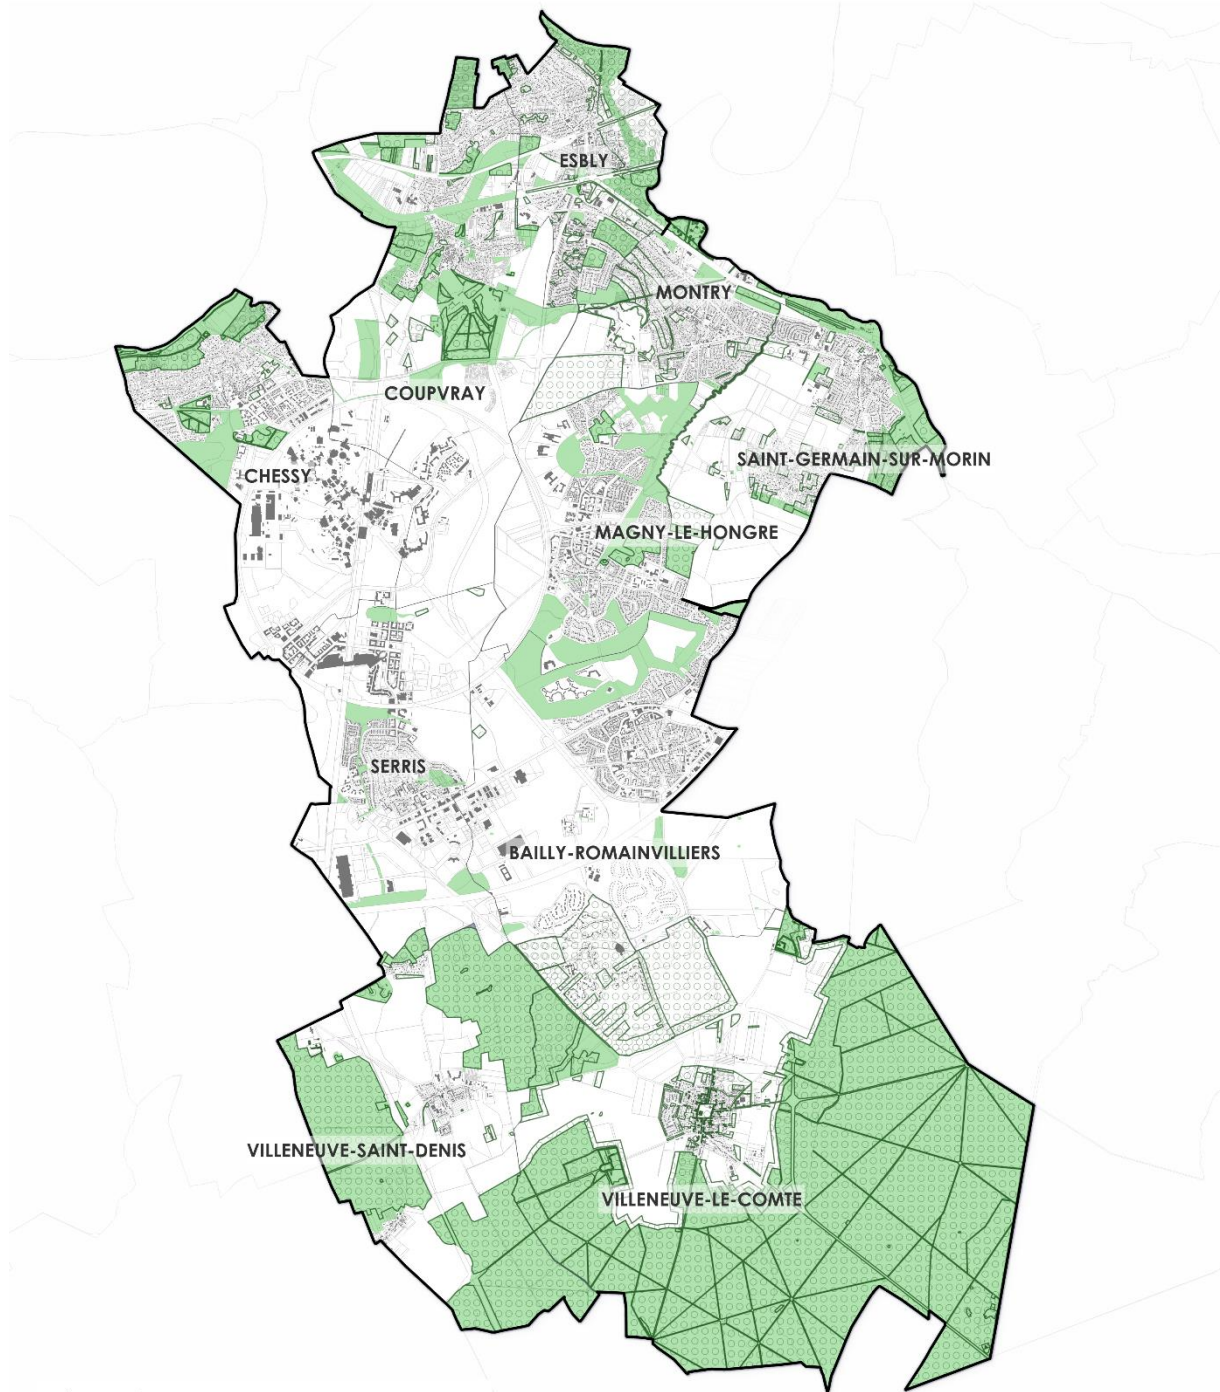 ESBLY
MONTRY
COUPVRAY
SAINT-GERMAIN-SUR-MORIN
CHESSY
MAGNY-LE-HONGRE
SERRIS
BAILLY-ROMAINVILLIERS
VILLENEUVE-SAINT-DENIS
VILLENEUVE-LE-COMTE